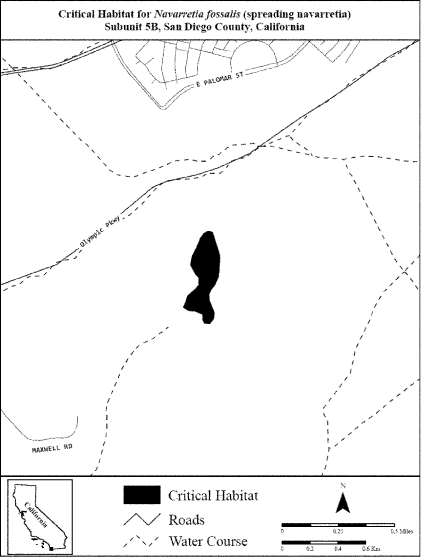 Critical Habitat for Navarretia fossalis (spreading navarretia)
Subunit 5B, San Diego County, California
E PALOMAR ST
Olympic Pkwy
MAXWELL RD
California
Critical Habitat
Roads
Water Course
N
0 0.25 0.5 Miles
0 0.2 0.4 0.6 Km